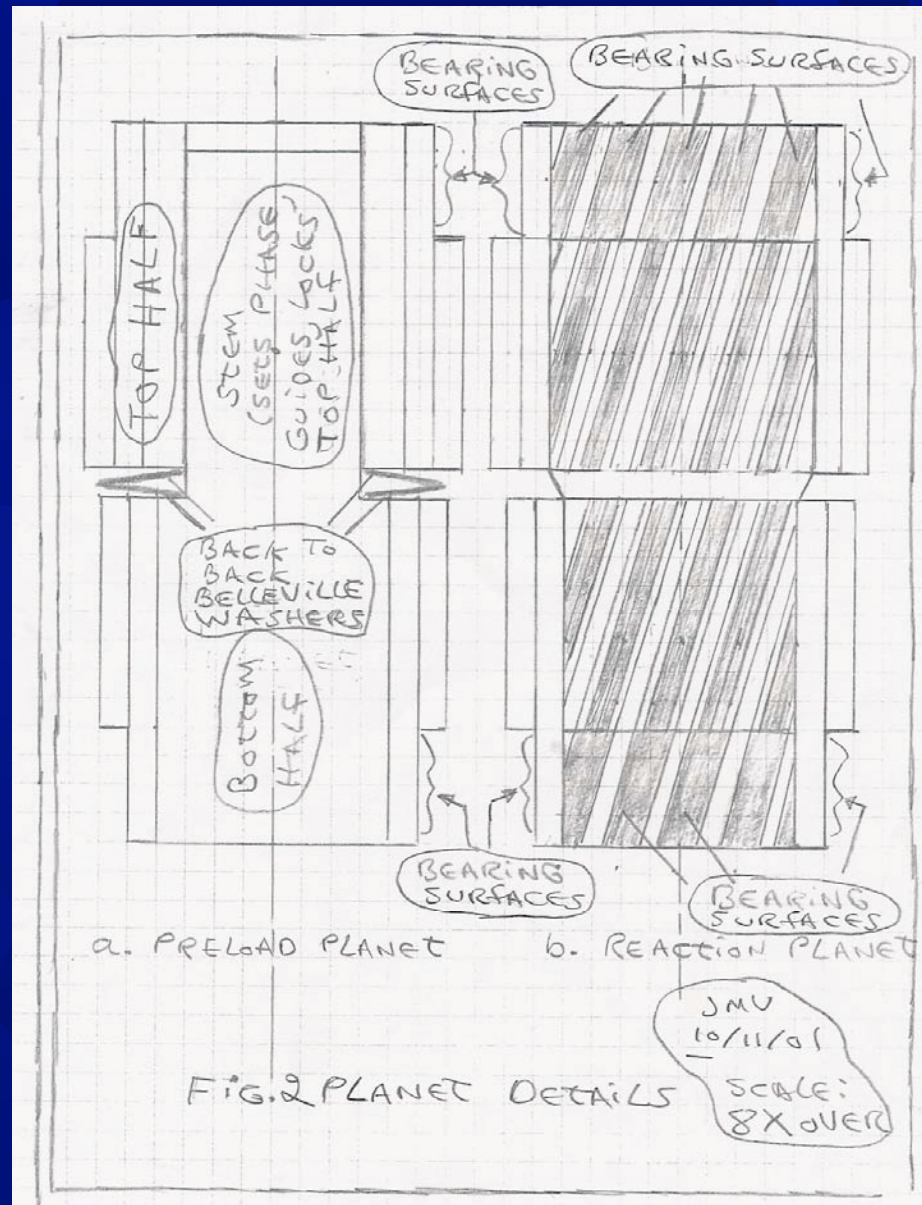 BEARING
SURFACES
BEARING SURFACES
TOP HALF
STEM
(SETS PHASE,
GUIDES, LOCKS,
TOP HALF
BACK TO
BACK
BELLEVILLE
WASHERS
BOTTOM
HALF
BEARING
SURFACES
BEARING
SURFACES
a. PRELOAD PLANET
b. REACTION PLANET
JMV
10/11/01
SCALE:
8X OVER
FIG.2 PLANET DETAILS